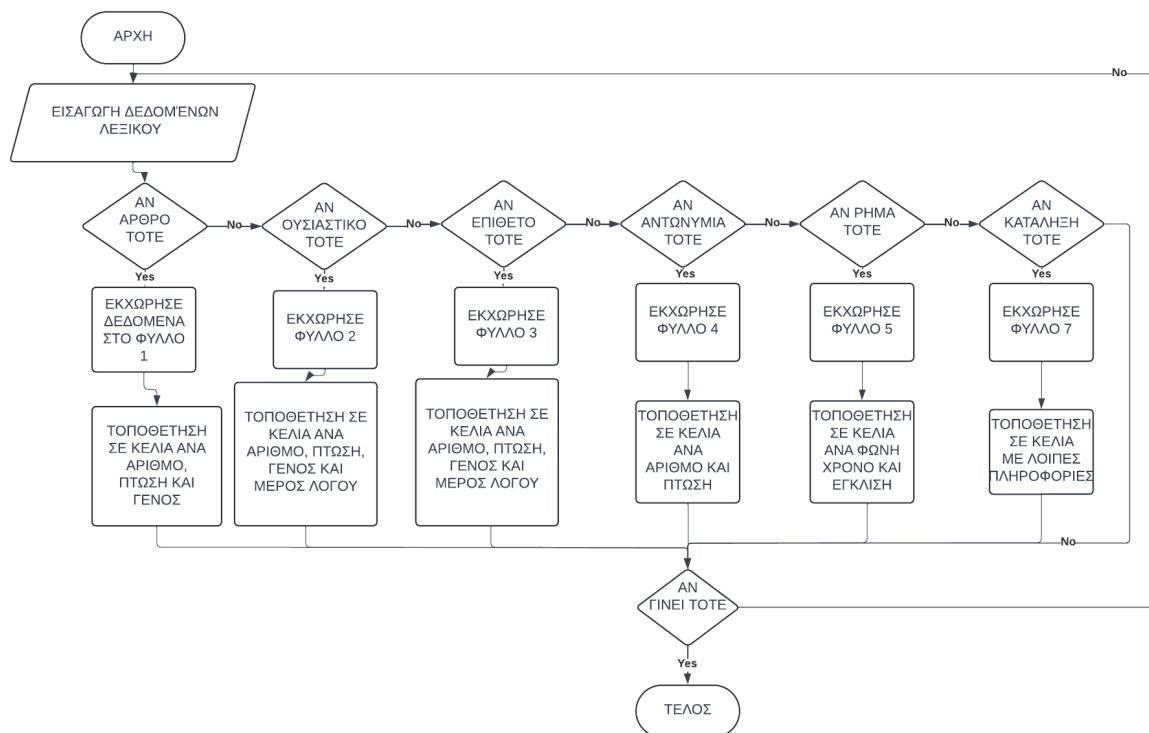 ΑΡΧΗ
No
ΕΙΣΑΓΩΓΗ ΔΕΔΟΜΈΝΩΝ
ΛΕΞΙΚΟΥ
ΑΝ
ΑΡΘΡΟ
ΤΟΤΕ
No
ΑΝ
ΟΥΣΙΑΣΤΙΚΟ
ΤΟΤΕ
No
ΑΝ
ΕΠΙΘΕΤΟ
ΤΟΤΕ
No
ΑΝ
ΑΝΤΩΝΥΜΙΑ
ΤΟΤΕ
No
ΑΝ ΡΗΜΑ
ΤΟΤΕ
No
ΑΝ
ΚΑΤΑΛΗΞΗ
ΤΟΤΕ
Yes
Yes
Yes
Yes
Yes
Yes
ΕΚΧΩΡΗΣΕ
ΔΕΔΟΜΕΝΑ
ΣΤΟ ΦΥΛΛΟ
1
ΕΚΧΩΡΗΣΕ
ΦΥΛΛΟ 2
ΕΚΧΩΡΗΣΕ
ΦΥΛΛΟ 3
ΕΚΧΩΡΗΣΕ
ΦΥΛΛΟ 4
ΕΚΧΩΡΗΣΕ
ΦΥΛΛΟ 5
ΕΚΧΩΡΗΣΕ
ΦΥΛΛΟ 7
ΤΟΠΟΘΕΤΗΣΗ
ΣΕ ΚΕΛΙΑ ΑΝΑ
ΑΡΙΘΜΟ,
ΠΤΩΣΗ ΚΑΙ
ΓΕΝΟΣ
ΤΟΠΟΘΕΤΗΣΗ ΣΕ
ΚΕΛΙΑ ΑΝΑ
ΑΡΙΘΜΟ, ΠΤΩΣΗ,
ΓΕΝΟΣ ΚΑΙ
ΜΕΡΟΣ ΛΟΓΟΥ
ΤΟΠΟΘΕΤΗΣΗ ΣΕ
ΚΕΛΙΑ ΑΝΑ
ΑΡΙΘΜΟ, ΠΤΩΣΗ,
ΓΕΝΟΣ ΚΑΙ
ΜΕΡΟΣ ΛΟΓΟΥ
ΤΟΠΟΘΕΤΗΣΗ
ΣΕ ΚΕΛΙΑ
ΑΝΑ
ΑΡΙΘΜΟ ΚΑΙ
ΠΤΩΣΗ
ΤΟΠΟΘΕΤΗΣΗ
ΣΕ ΚΕΛΙΑ
ΑΝΑ ΦΩΝΗ
ΧΡΟΝΟ ΚΑΙ
ΕΓΚΛΙΣΗ
ΤΟΠΟΘΕΤΗΣΗ
ΣΕ ΚΕΛΙΑ
ΜΕ ΛΟΙΠΕΣ
ΠΛΗΡΟΦΟΡΙΕΣ
No
ΑΝ
ΓΙΝΕΙ ΤΟΤΕ
Yes
ΤΕΛΟΣ